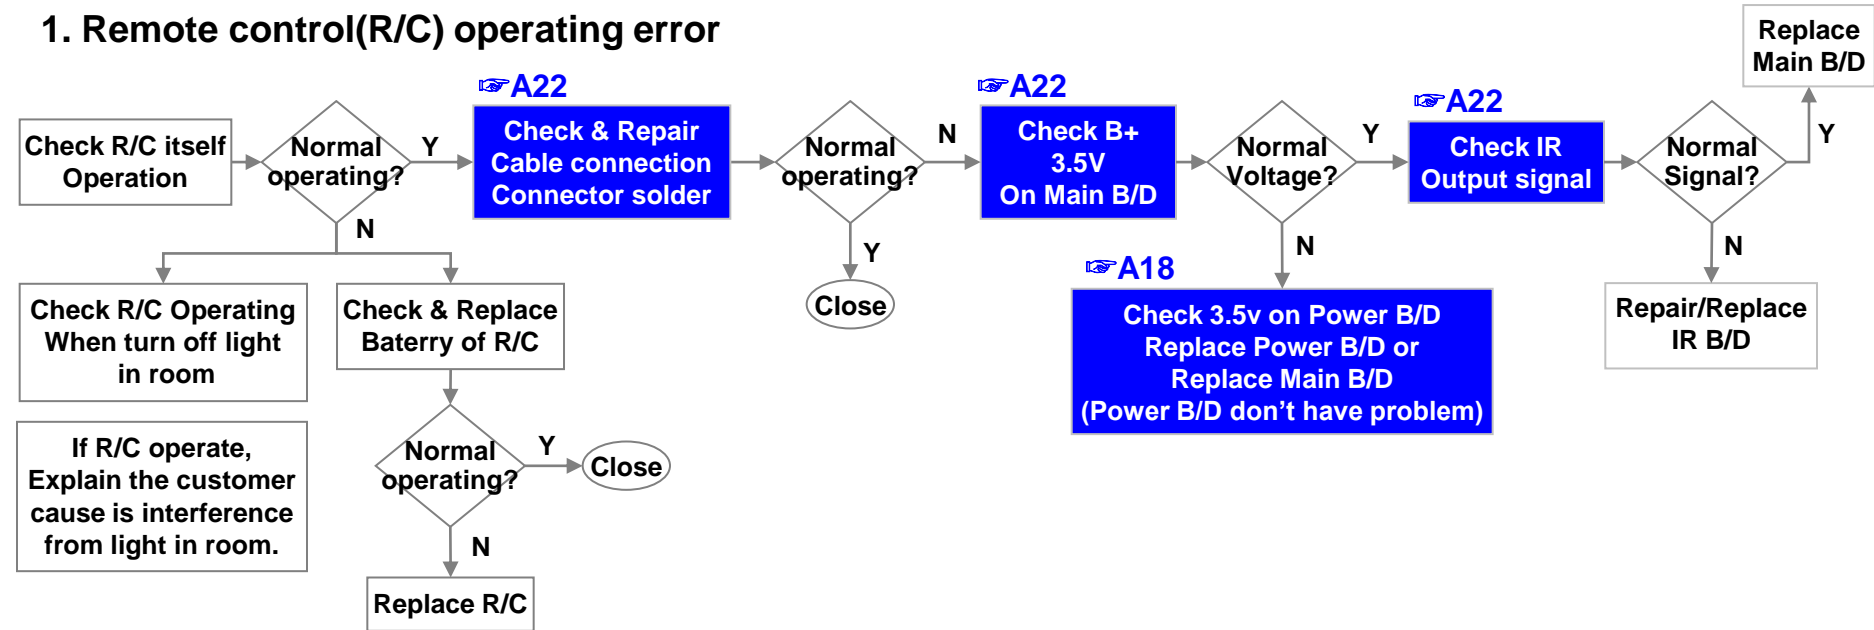 1. Remote control(R/C) operating error
Replace
Main B/D
☞A22
☞A22
☞A22
Check R/C itself
Operation
Normal
operating?
Y
Check & Repair
Cable connection
Connector solder
Normal
operating?
N
Check B+
3.5V
On Main B/D
Normal
Voltage?
Y
Check IR
Output signal
Normal
Signal?
Y
N
Y
N
N
☞A18
Check R/C Operating
When turn off light
in room
Check & Replace
Baterry of R/C
Close
Check 3.5v on Power B/D
Replace Power B/D or
Replace Main B/D
(Power B/D don’t have problem)
Repair/Replace
IR B/D
If R/C operate,
Explain the customer
cause is interference
from light in room.
Normal
operating?
Y
Close
N
Replace R/C